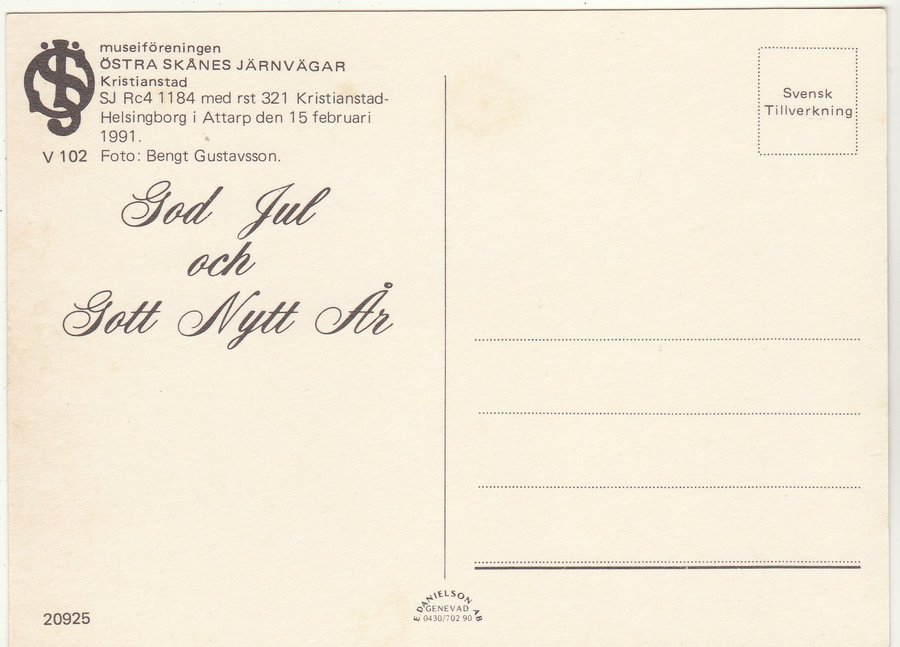 museiföreningen
ÖSTRA SKÅNES JÄRNVÄGAR
Kristianstad
SJ Rc4 1184 med rst 321 Kristianstad-
Helsingborg i Attarp den 15 februari
1991.
V 102 Foto: Bengt Gustavsson.
God Jul
och
Gott Nytt År
20925
Svensk
Tillverkning
E DANIELSON AB
GENEVAD
0430/702 90